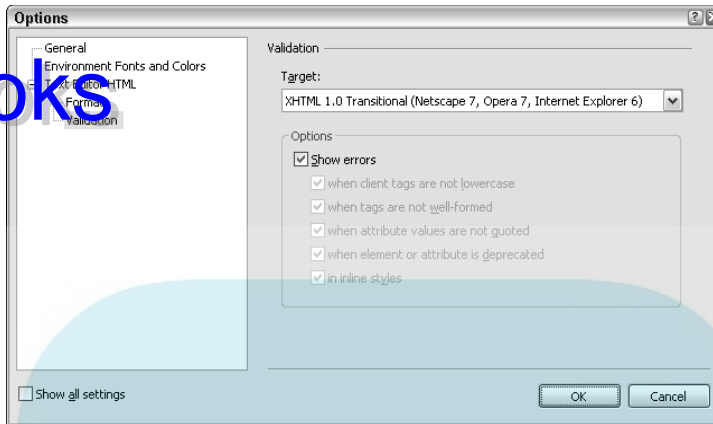 Options
General
Environment Fonts and Colors
Text Editor HTML
Format
Validation
oks
Validation
Target:
XHTML 1.0 Transitional (Netscape 7, Opera 7, Internet Explorer 6)
Options
Show errors
when client tags are not lowercase
when tags are not well-formed
when attribute values are not quoted
when element or attribute is deprecated
in inline styles
Show all settings
OK
Cancel